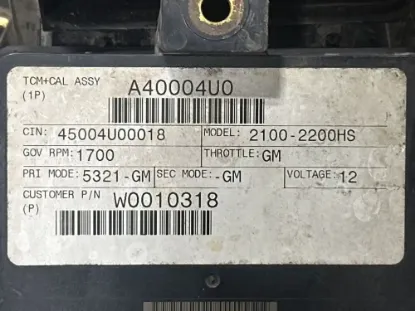 TCM+CAL ASSY A40004U0
(1P)
CIN: 45004U00018 MODEL: 2100-2200HS
GOV RPM: 1700 THROTTLE: GM
PRI MODE: 5321-GM SEC MODE: -GM VOLTAGE: 12
CUSTOMER P/N W0010318
(P)